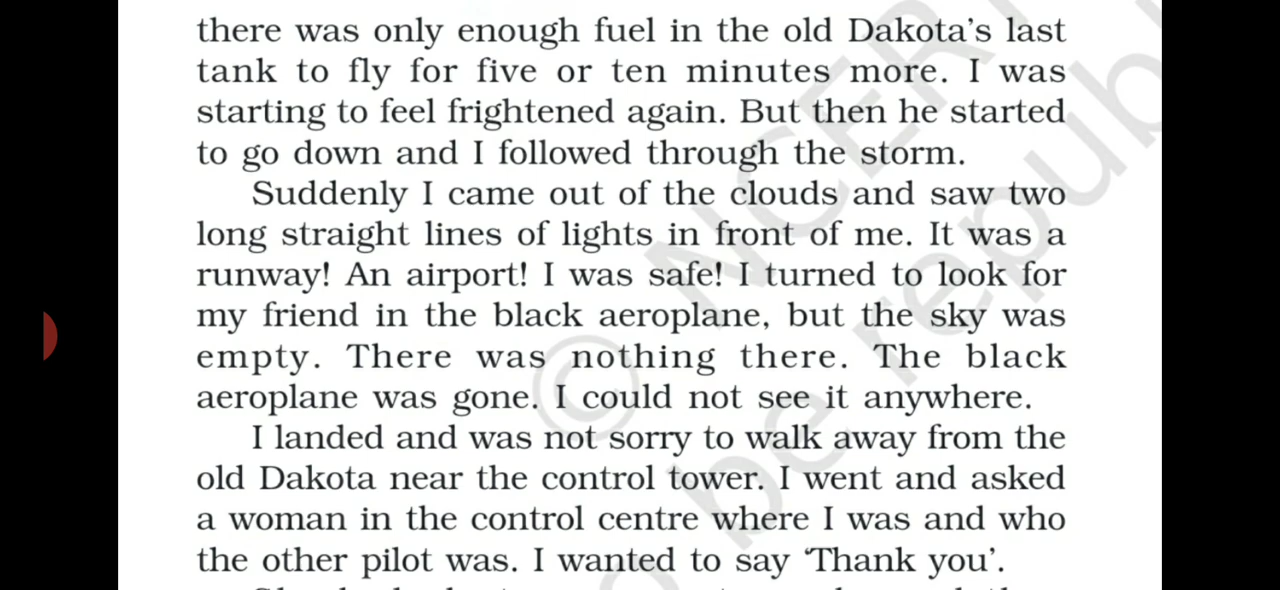 there was only enough fuel in the old Dakota’s last
tank to fly for five or ten minutes more. I was
starting to feel frightened again. But then he started
to go down and I followed through the storm.
Suddenly I came out of the clouds and saw two
long straight lines of lights in front of me. It was a
runway! An airport! I was safe! I turned to look for
my friend in the black aeroplane, but the sky was
empty. There was nothing there. The black
aeroplane was gone. I could not see it anywhere.
I landed and was not sorry to walk away from the
old Dakota near the control tower. I went and asked
a woman in the control centre where I was and who
the other pilot was. I wanted to say ‘Thank you’.
© NCER
be republ